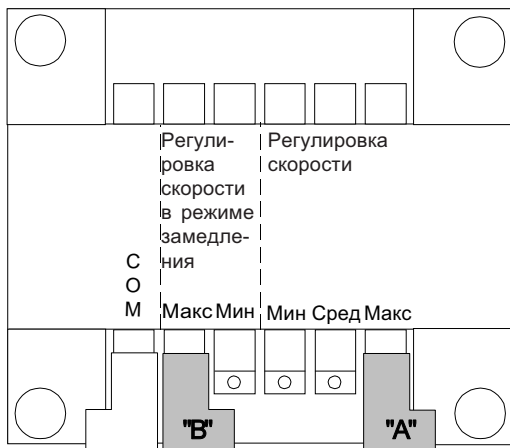 Регули-
ровка
скорости
в режиме
замедле-
ния
Регулировка
скорости
С
О
М
Макс Мин Мин Сред Макс
"В" "А"